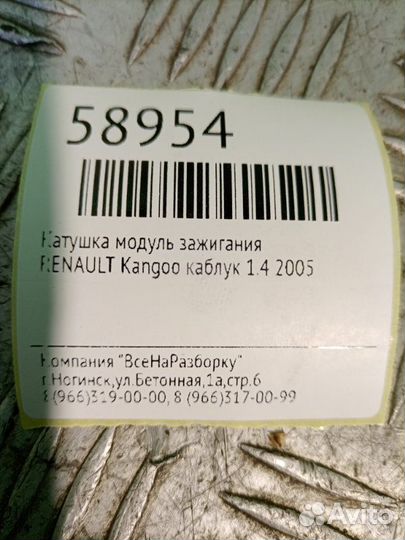 58954
Катушка модуль зажигания
RENAULT Kangoo каблук 1.4 2005
Компания "ВсеНаРазборку"
г.Ногинск,ул.Бетонная,1а,стр.6
8(966)319-00-00, 8 (966)317-00-99
Avito